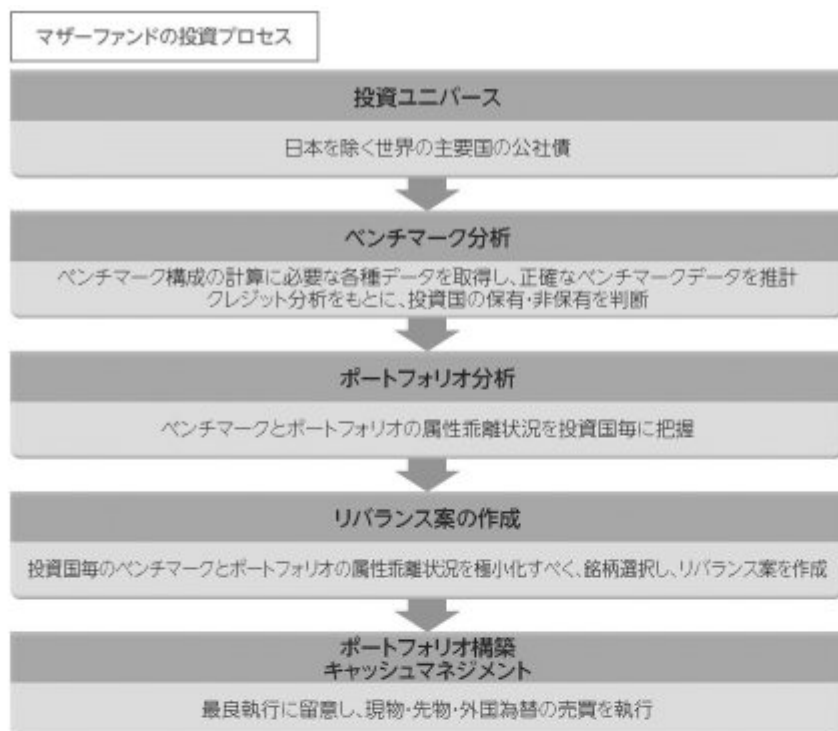 マザーファンドの投資プロセス
投資ユニバース
日本を除く世界の主要国の公社債
ベンチマーク分析
ベンチマーク構成の計算に必要な各種データを取得し、正確なベンチマークデータを推計
クレジット分析をもとに、投資国の保有・非保有を判断
ポートフォリオ分析
ベンチマークとポートフォリオの属性乖離状況を投資国毎に把握
リバランス案の作成
投資国毎のベンチマークとポートフォリオの属性乖離状況を極小化すべく、銘柄選択し、リバランス案を作成
ポートフォリオ構築
キャッシュマネジメント
最良執行に留意し、現物・先物・外国為替の売買を執行